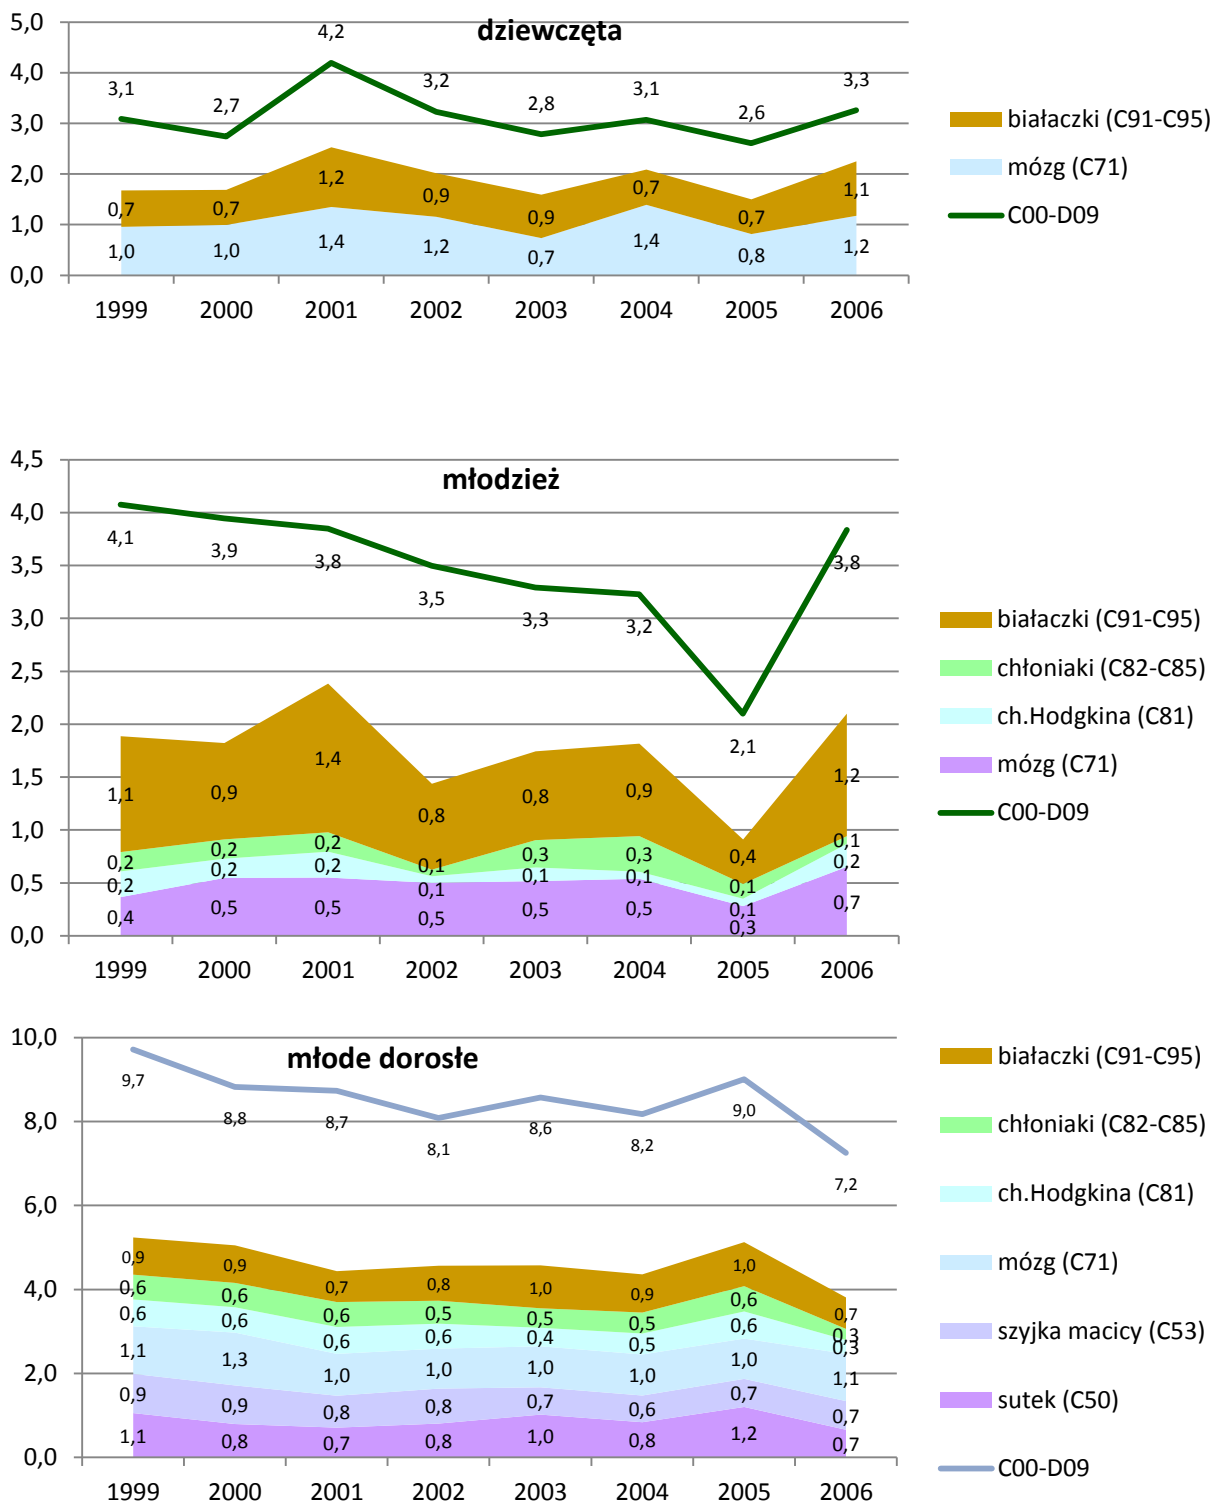 dziewczęta
5,0
4,0
3,0
2,0
1,0
0,0
3,1 2,7 4,2 3,2 2,8 3,1 2,6 3,3
0,7 0,7 1,2 0,9 0,9 0,7 0,7 1,1
1,0 1,0 1,4 1,2 0,7 1,4 0,8 1,2
1999 2000 2001 2002 2003 2004 2005 2006
białaczki (C91-C95)
mózg (C71)
C00-D09
młodzież
4,5
4,0
3,5
3,0
2,5
2,0
1,5
1,0
0,5
0,0
4,1 3,9 3,8 3,5 3,3 3,2 2,1 3,8
1,1 0,9 1,4 0,8 0,8 0,9 0,4 1,2
0,2 0,2 0,2 0,1 0,3 0,3 0,1 0,1
0,2 0,2 0,2 0,1 0,1 0,1 0,1 0,2
0,4 0,5 0,5 0,5 0,5 0,5 0,3 0,7
1999 2000 2001 2002 2003 2004 2005 2006
białaczki (C91-C95)
chłoniaki (C82-C85)
ch.Hodgkina (C81)
mózg (C71)
C00-D09
młode dorosłe
10,0
8,0
6,0
4,0
2,0
0,0
9,7 8,8 8,7 8,1 8,6 8,2 9,0 7,2
0,9 0,9 0,7 0,8 1,0 0,9 1,0 0,7
0,6 0,6 0,6 0,5 0,5 0,5 0,6 0,3
0,6 0,6 0,6 0,6 0,4 0,5 0,6 0,3
1,1 1,3 1,0 1,0 1,0 1,0 1,0 1,1
0,9 0,9 0,8 0,8 0,7 0,6 0,7 0,7
1,1 0,8 0,7 0,8 1,0 0,8 1,2 0,7
1999 2000 2001 2002 2003 2004 2005 2006
białaczki (C91-C95)
chłoniaki (C82-C85)
ch.Hodgkina (C81)
mózg (C71)
szyjka macicy (C53)
sutek (C50)
C00-D09